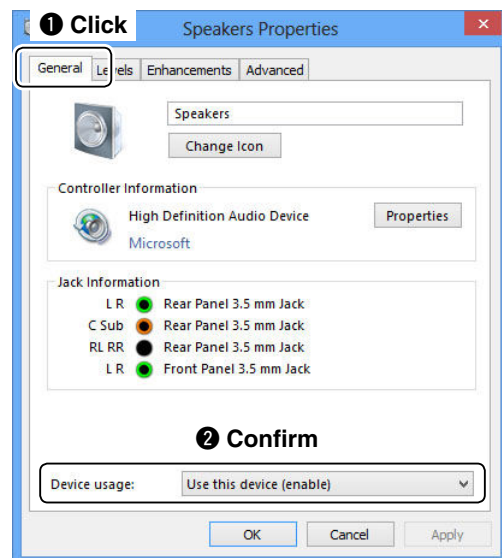 ❶ Click
Speakers Properties
General Levels Enhancements Advanced
Speakers
Change Icon
Controller Information
High Definition Audio Device
Properties
Microsoft
Jack Information
L R Rear Panel 3.5 mm Jack
C Sub Rear Panel 3.5 mm Jack
RL RR Rear Panel 3.5 mm Jack
L R Front Panel 3.5 mm Jack
❷ Confirm
Device usage: Use this device (enable)
OK Cancel Apply